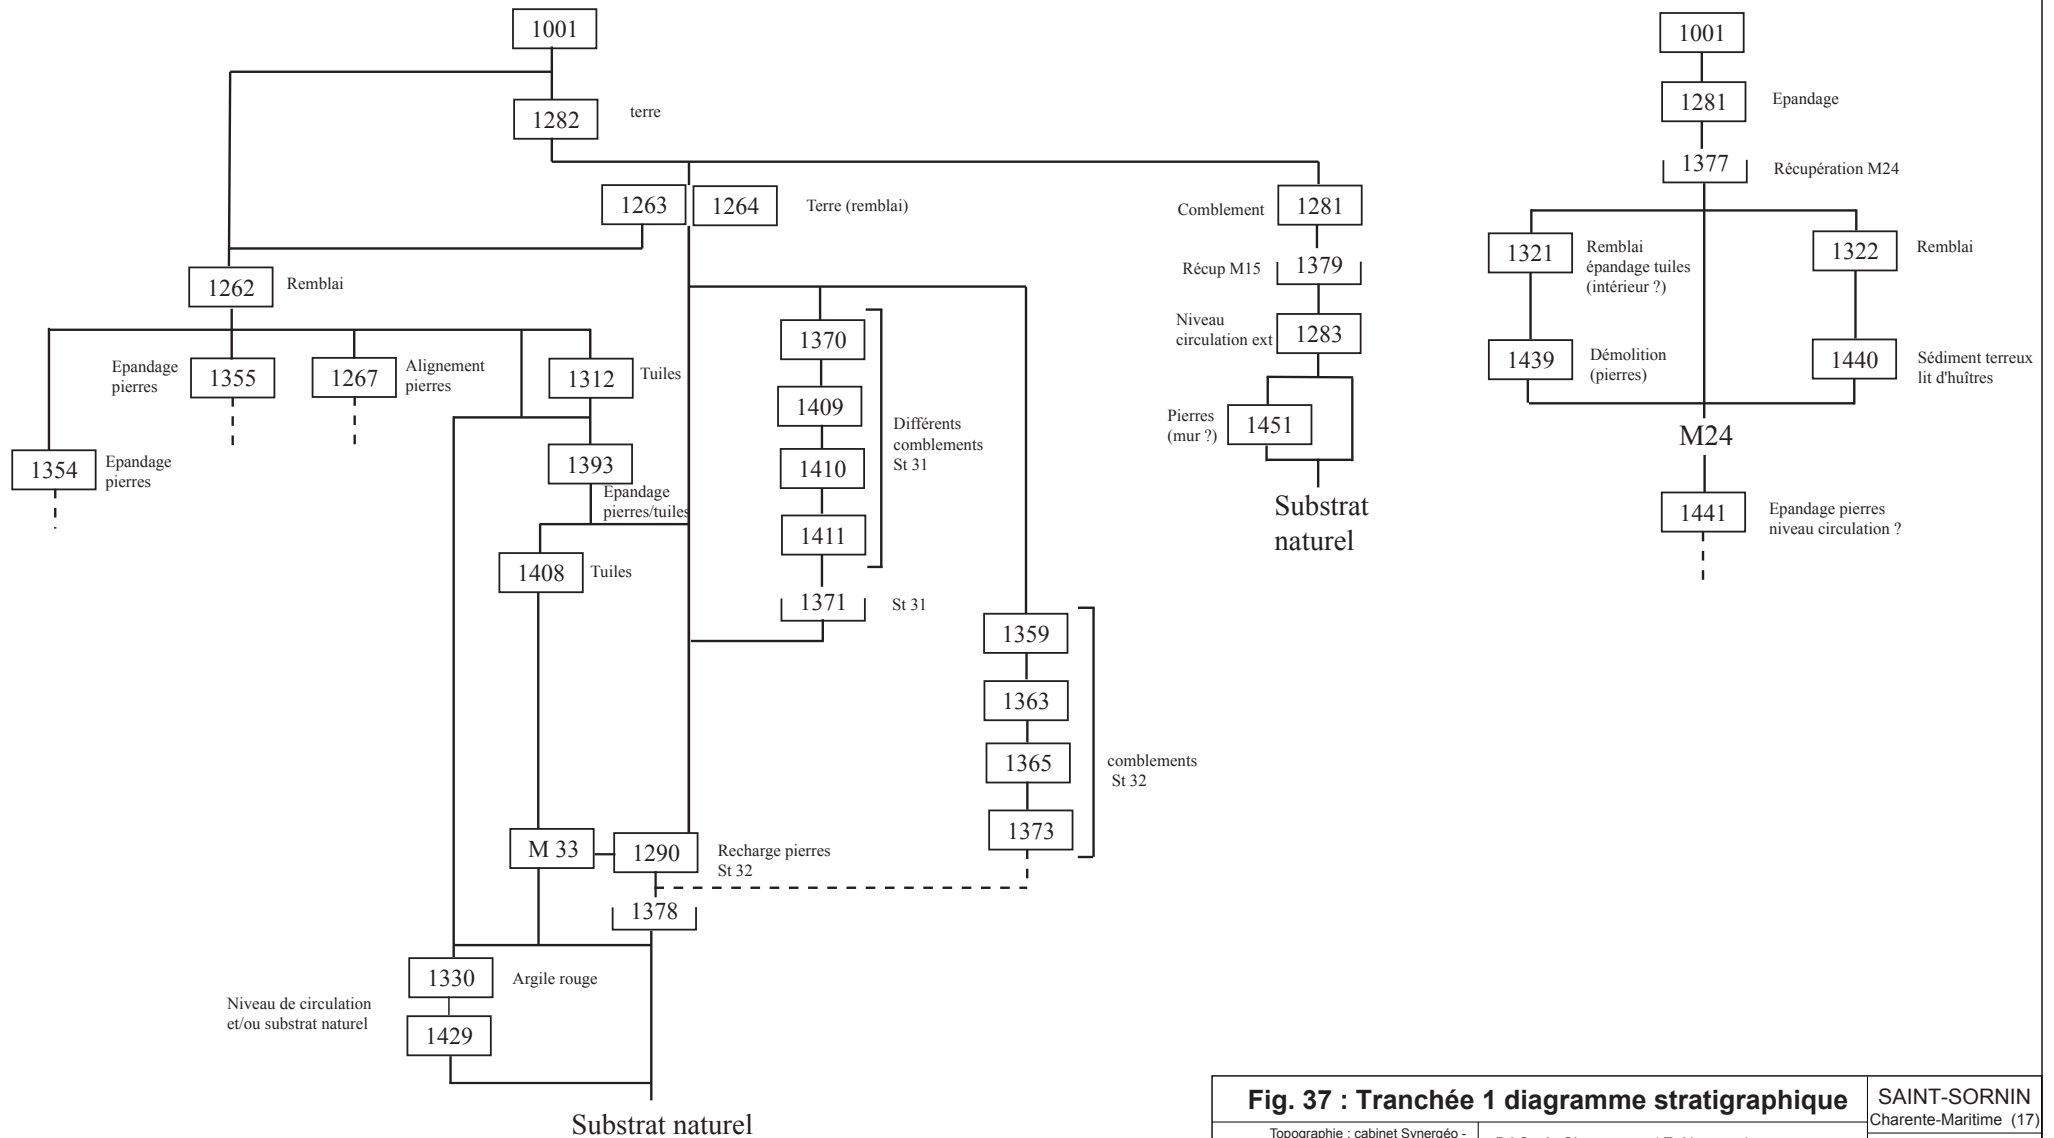 1001
1282
terre
1263
1264
Terre (remblai)
1262
Remblai
1354
Epandage
pierres
Epandage
pierres
1355
1267
Alignement
pierres
1312
Tuiles
1393
Epandage
pierres/tuiles
1408
Tuiles
M 33
1290
Recharge pierres
St 32
1378
1330
Argile rouge
Niveau de circulation
et/ou substrat naturel
1429
Substrat naturel
1370
1409
1410
1411
Différents
comblements
St 31
1371
St 31
1359
1363
1365
1373
comblements
St 32
Comblement
1281
Récup M15
1379
Niveau
circulation ext
1283
Pierres
(mur ?)
1451
Substrat
naturel
1001
1281
Epandage
1377
Récupération M24
1321
Remblai
épandage tuiles
(intérieur ?)
1322
Remblai
1439
Démolition
(pierres)
1440
Sédiment terreux
lit d'huîtres
M24
1441
Epandage pierres
niveau circulation ?
Fig. 37 : Tranchée 1 diagramme stratigraphique
SAINT-SORNIN
Charente-Maritime (17)
Topographie : cabinet Synergéo -